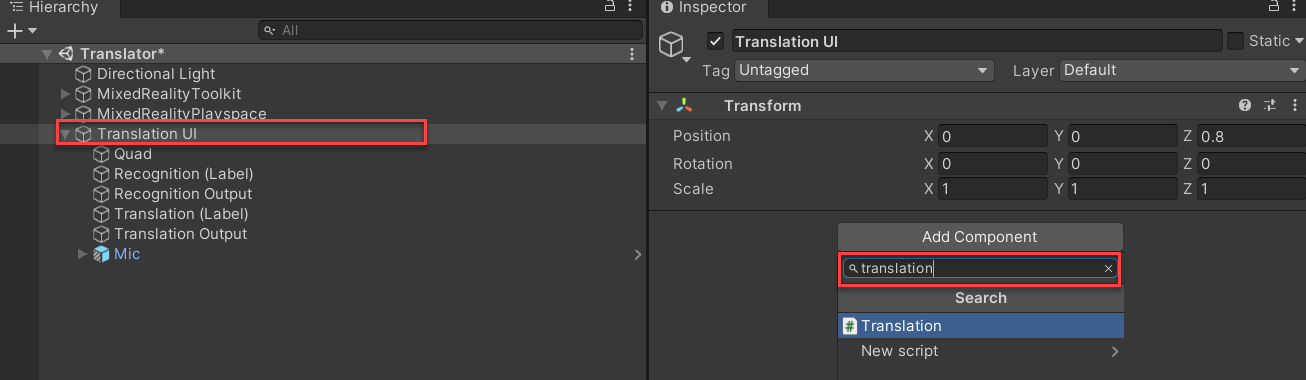 Hierarchy
All
Translator*
Directional Light
MixedRealityToolkit
MixedRealityPlayspace
Translation UI
Quad
Recognition (Label)
Recognition Output
Translation (Label)
Translation Output
Mic
Inspector
Translation UI
Static
Tag Untagged Layer Default
Transform
Position X 0 Y 0 Z 0.8
Rotation X 0 Y 0 Z 0
Scale X 1 Y 1 Z 1
Add Component
translation
Search
# Translation
New script